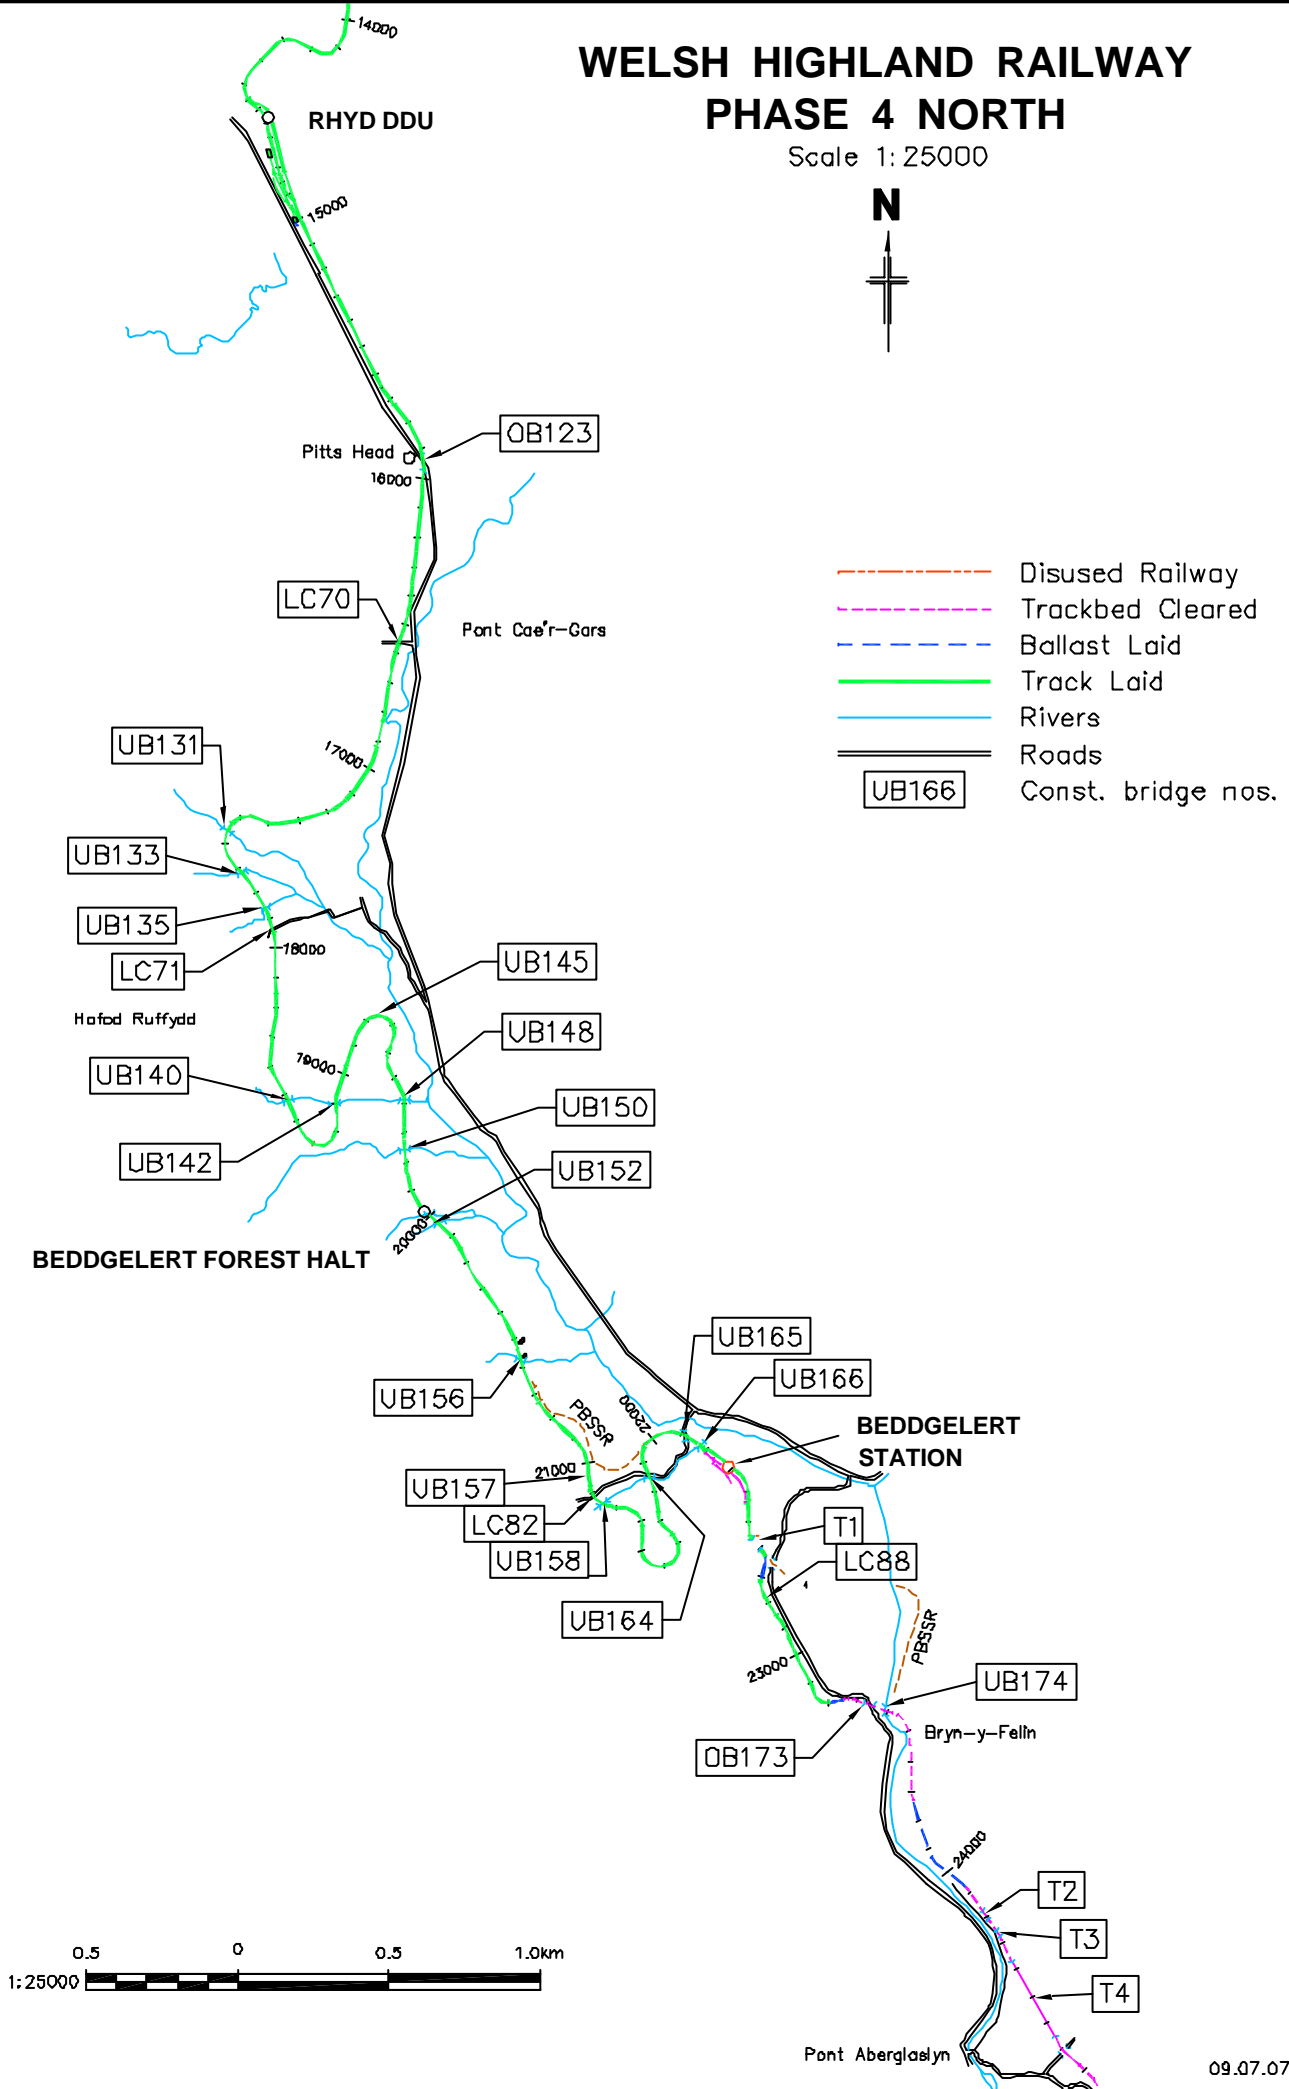 WELSH HIGHLAND RAILWAY
PHASE 4 NORTH
Scale 1:25000
N
14000
RHYD DDU
15000
OB123
Pitts Head
16000
LC70
Pont Cae'r-Gars
Disused Railway
Trackbed Cleared
Ballast Laid
Track Laid
Rivers
Roads
UB166
Const. bridge nos.
UB131
17000
UB133
UB135
LC71
18000
Hafod Ruffydd
UB145
UB148
19000
UB140
UB150
UB142
UB152
20000
BEDDGELERT FOREST HALT
UB165
UB166
UB156
PBSSR
22000
BEDDGELERT
STATION
21000
UB157
LC82
UB158
T1
LC88
UB164
PBSSR
23000
UB174
Bryn-y-Felin
OB173
24000
T2
T3
T4
0.5 0 0.5 1.0km
1:25000
Pont Aberglaslyn
09.07.07